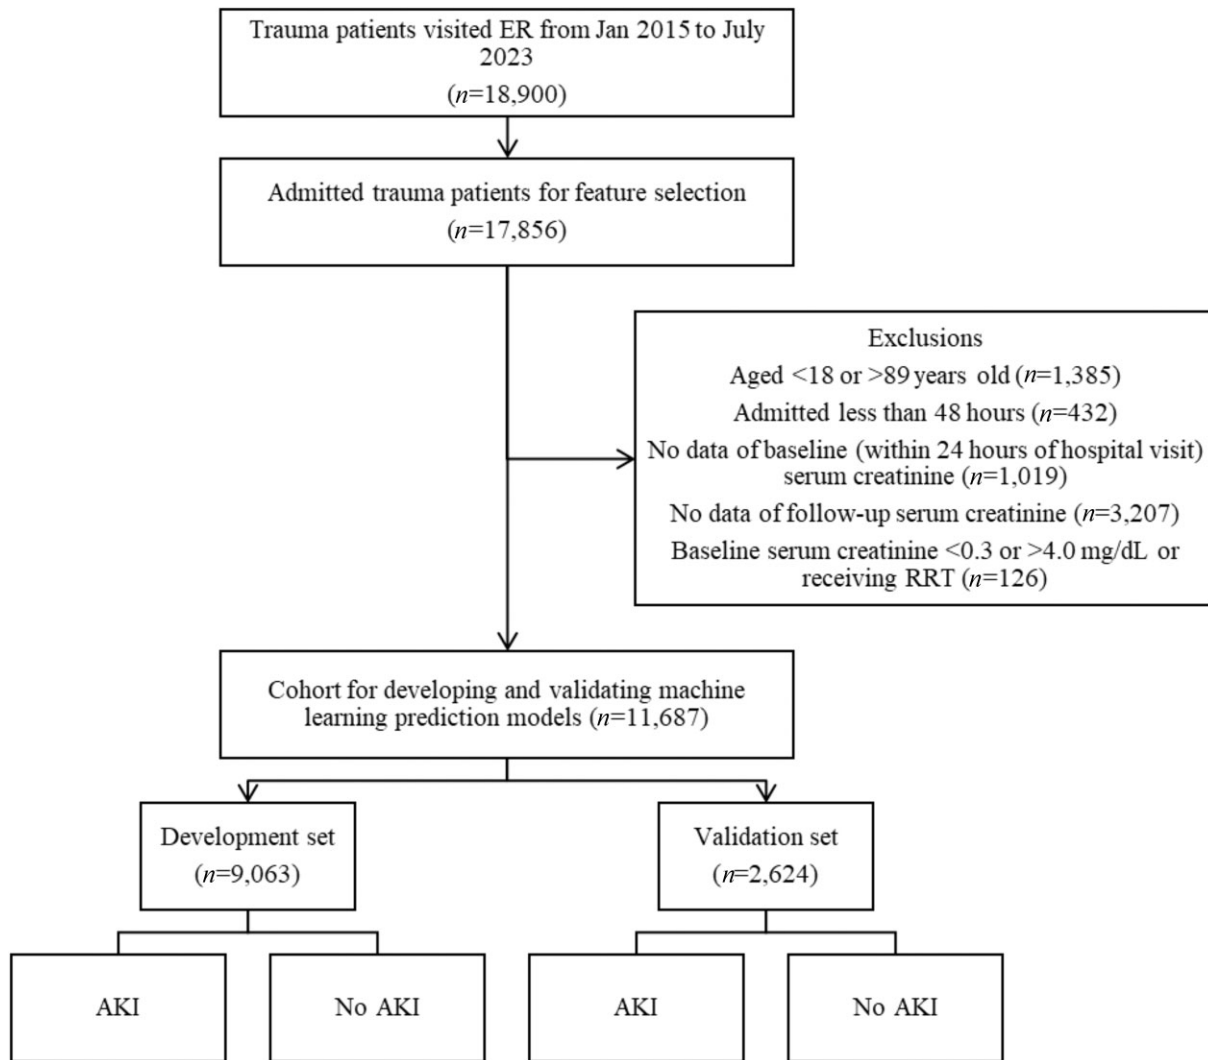 Trauma patients visited ER from Jan 2015 to July
2023
(n=18,900)
Admitted trauma patients for feature selection
(n=17,856)
Exclusions
Aged <18 or >89 years old (n=1,385)
Admitted less than 48 hours (n=432)
No data of baseline (within 24 hours of hospital visit)
serum creatinine (n=1,019)
No data of follow-up serum creatinine (n=3,207)
Baseline serum creatinine <0.3 or >4.0 mg/dL or
receiving RRT (n=126)
Cohort for developing and validating machine
learning prediction models (n=11,687)
Development set
(n=9,063)
Validation set
(n=2,624)
AKI
No AKI
AKI
No AKI